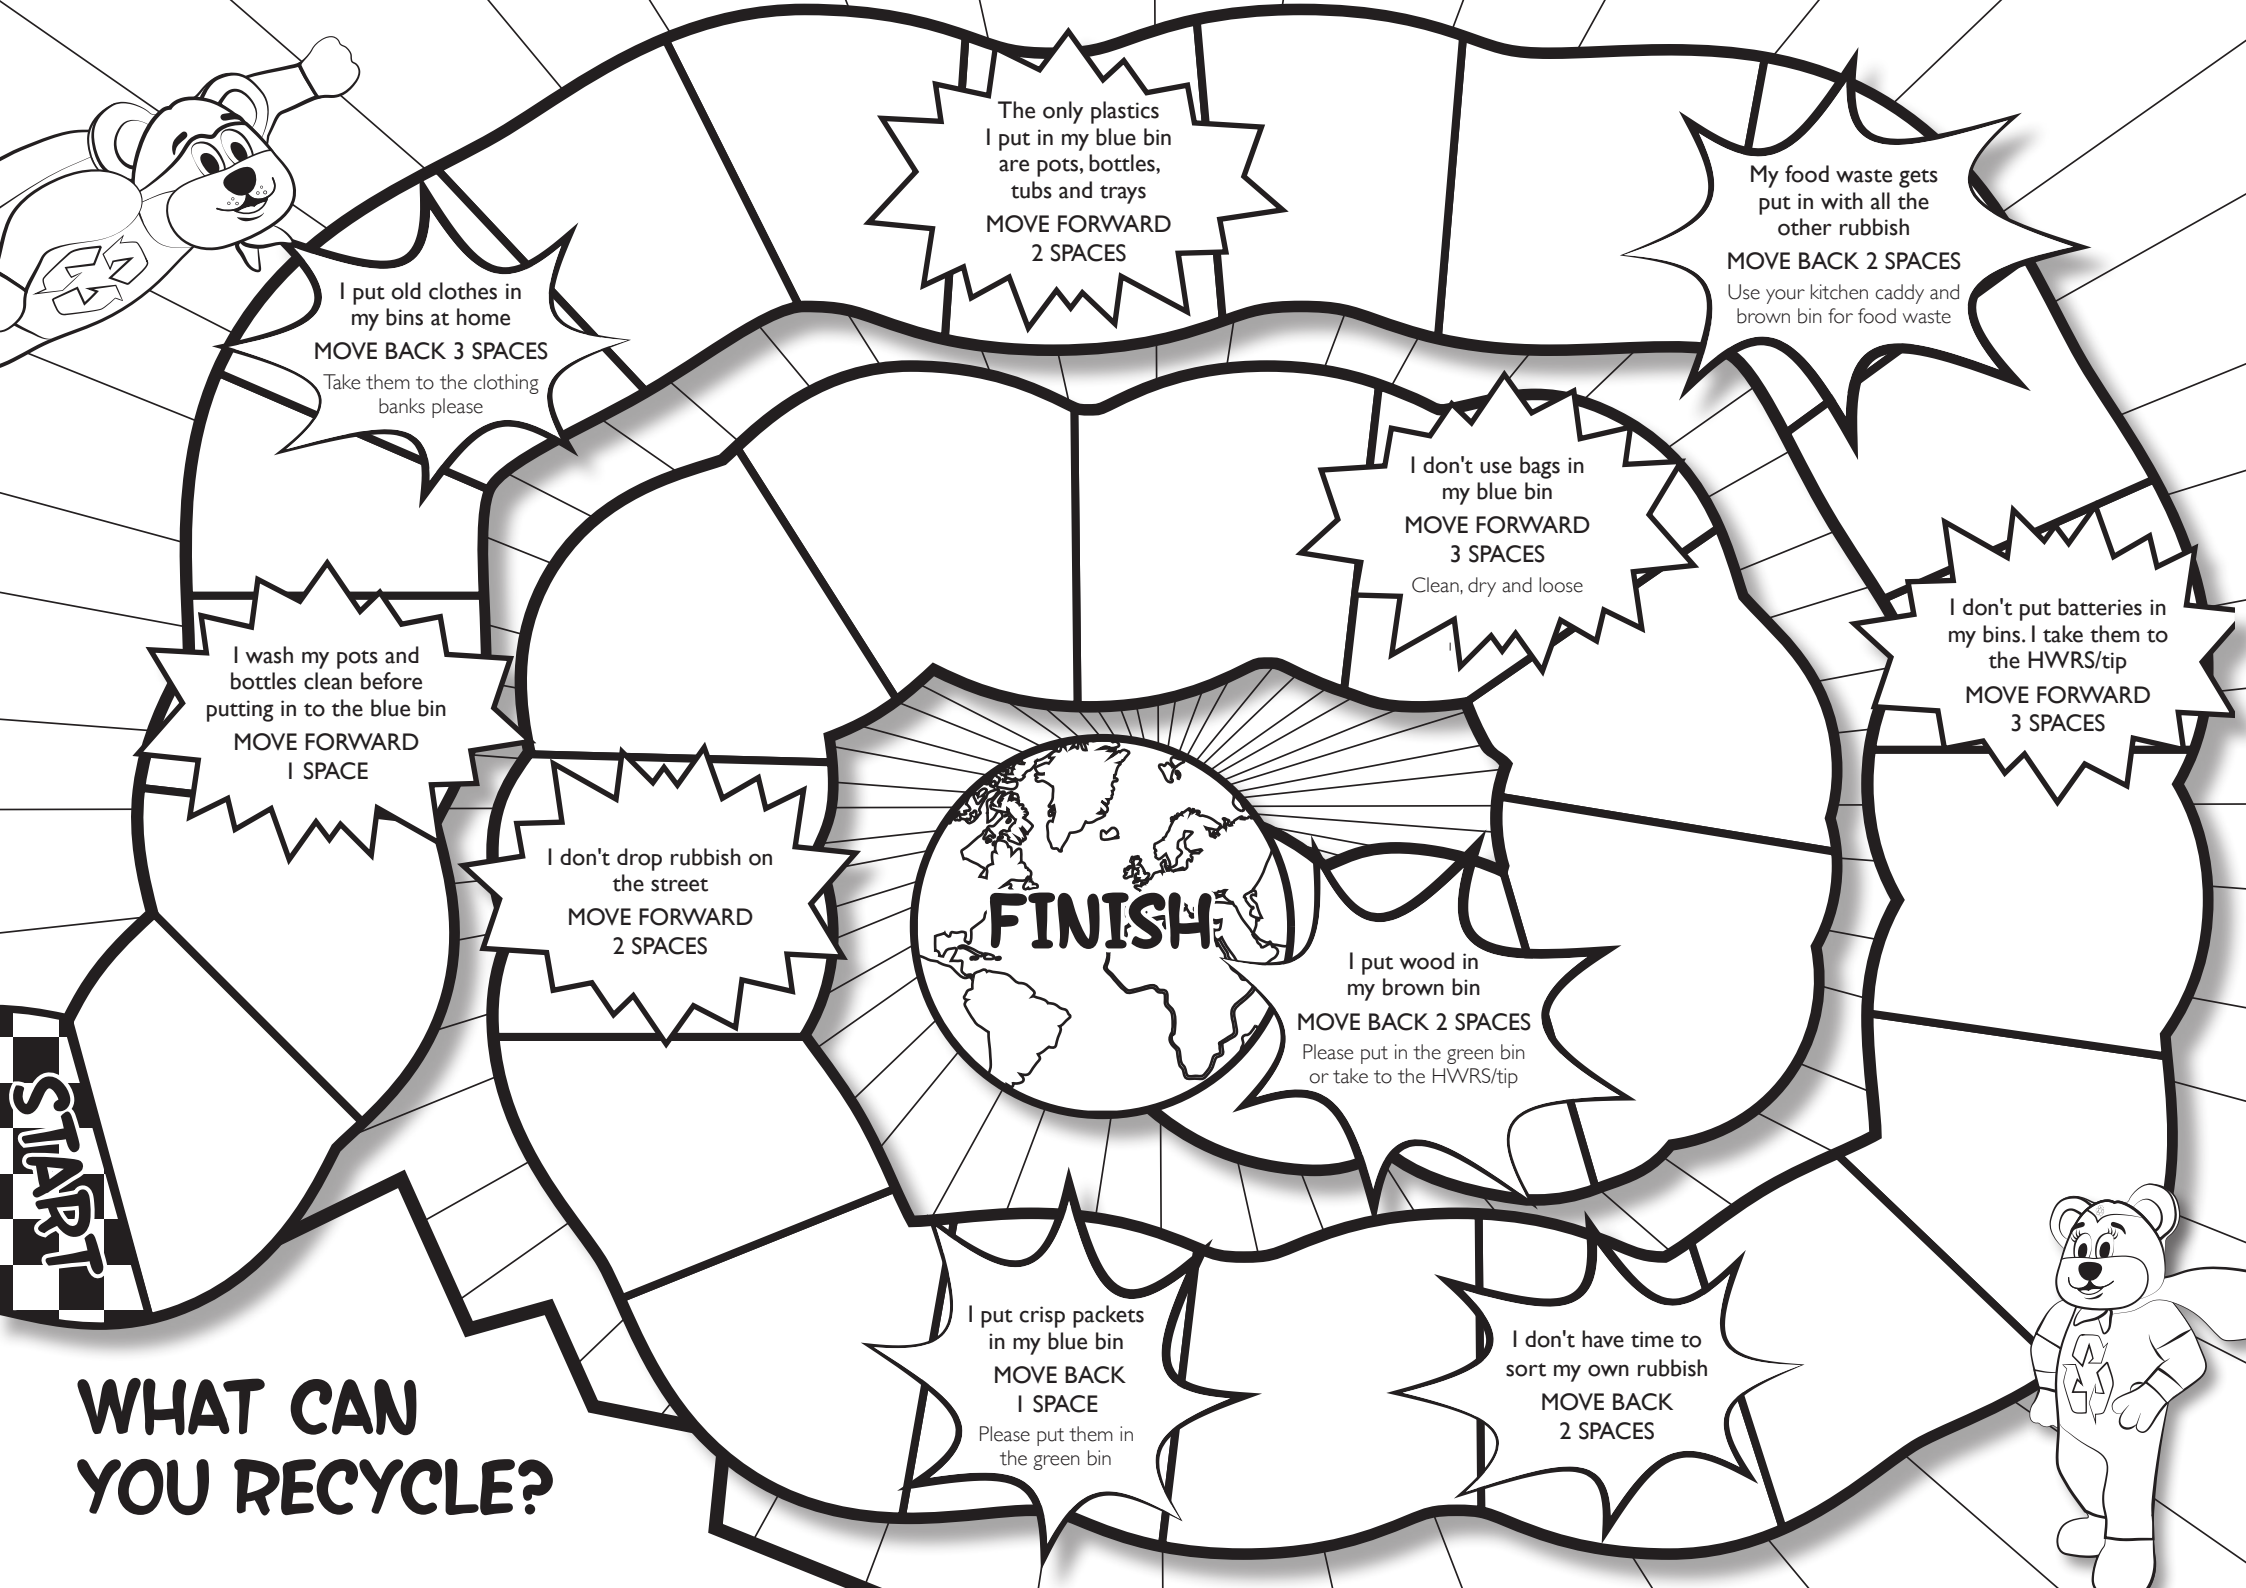 The only plastics
I put in my blue bin
are pots, bottles,
tubs and trays
MOVE FORWARD
2 SPACES
My food waste gets
put in with all the
other rubbish
MOVE BACK 2 SPACES
Use your kitchen caddy and
brown bin for food waste
I put old clothes in
my bins at home
MOVE BACK 3 SPACES
Take them to the clothing
banks please
I don't use bags in
my blue bin
MOVE FORWARD
3 SPACES
Clean, dry and loose
I don't put batteries in
my bins. I take them to
the HWRS/tip
MOVE FORWARD
3 SPACES
I wash my pots and
bottles clean before
putting in to the blue bin
MOVE FORWARD
1 SPACE
I don't drop rubbish on
the street
MOVE FORWARD
2 SPACES
FINISH
I put wood in
my brown bin
MOVE BACK 2 SPACES
Please put in the green bin
or take to the HWRS/tip
START
I put crisp packets
in my blue bin
MOVE BACK
1 SPACE
Please put them in
the green bin
I don't have time to
sort my own rubbish
MOVE BACK
2 SPACES
WHAT CAN
YOU RECYCLE?